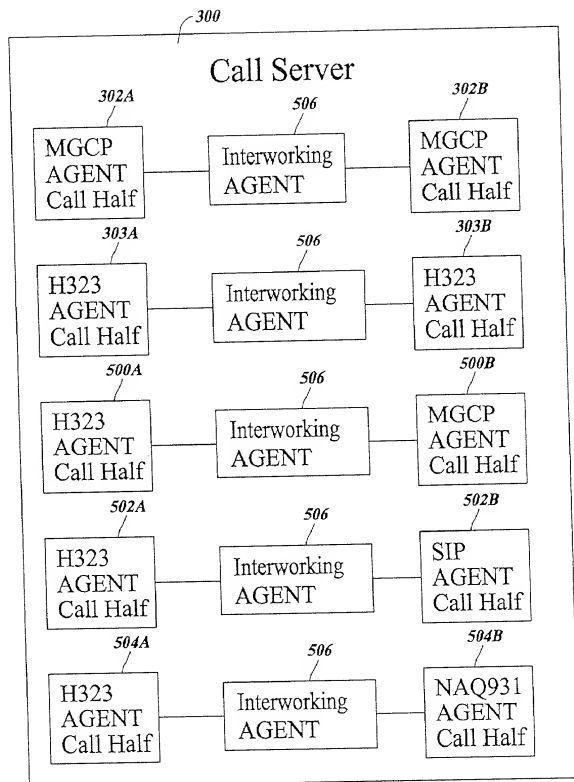 300
Call Server
302A
506
302B
MGCP
AGENT
Call Half
Interworking
AGENT
MGCP
AGENT
Call Half
303A
506
303B
H323
AGENT
Call Half
Interworking
AGENT
H323
AGENT
Call Half
500A
506
500B
H323
AGENT
Call Half
Interworking
AGENT
MGCP
AGENT
Call Half
502A
506
502B
H323
AGENT
Call Half
Interworking
AGENT
SIP
AGENT
Call Half
504A
506
504B
H323
AGENT
Call Half
Interworking
AGENT
NAQ931
AGENT
Call Half